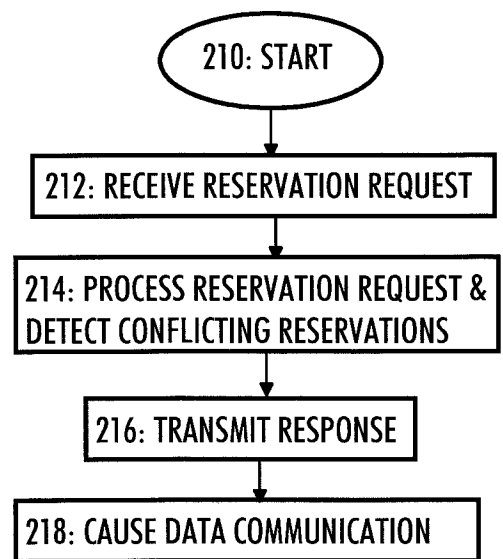 210: START
212: RECEIVE RESERVATION REQUEST
214: PROCESS RESERVATION REQUEST &
DETECT CONFLICTING RESERVATIONS
216: TRANSMIT RESPONSE
218: CAUSE DATA COMMUNICATION